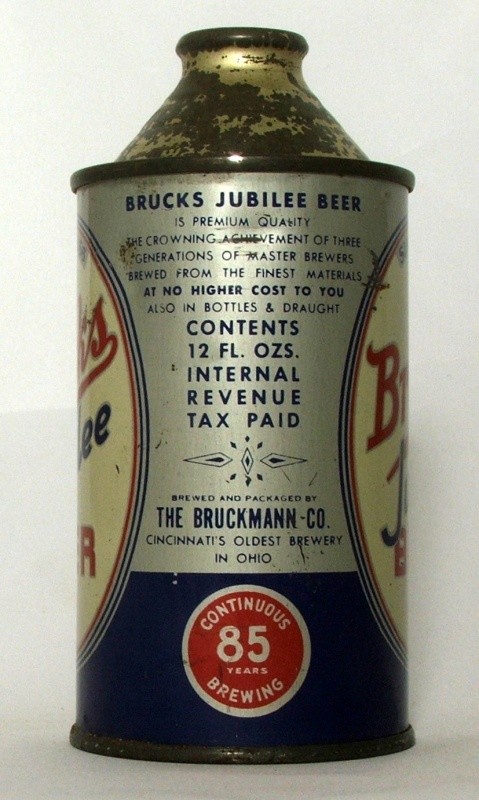 BRUCKS JUBILEE BEER
IS PREMIUM QUALITY
THE CROWNING ACHIEVEMENT OF THREE
GENERATIONS OF MASTER BREWERS
BREWED FROM THE FINEST MATERIALS
AT NO HIGHER COST TO YOU
ALSO IN BOTTLES & DRAUGHT
CONTENTS
12 FL. OZS.
INTERNAL
REVENUE
TAX PAID
BREWED AND PACKAGED BY
THE BRUCKMANN CO.
CINCINNATI'S OLDEST BREWERY
IN OHIO
CONTINUOUS
85
YEARS
BREWING